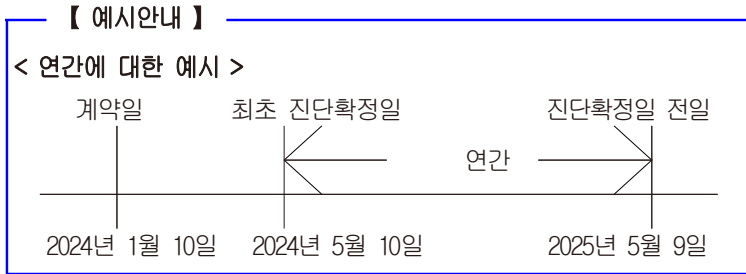 【 예시안내 】
< 연간에 대한 예시 >
계약일 최초 진단확정일 진단확정일 전일
연간
2024년 1월 10일 2024년 5월 10일 2025년 5월 9일